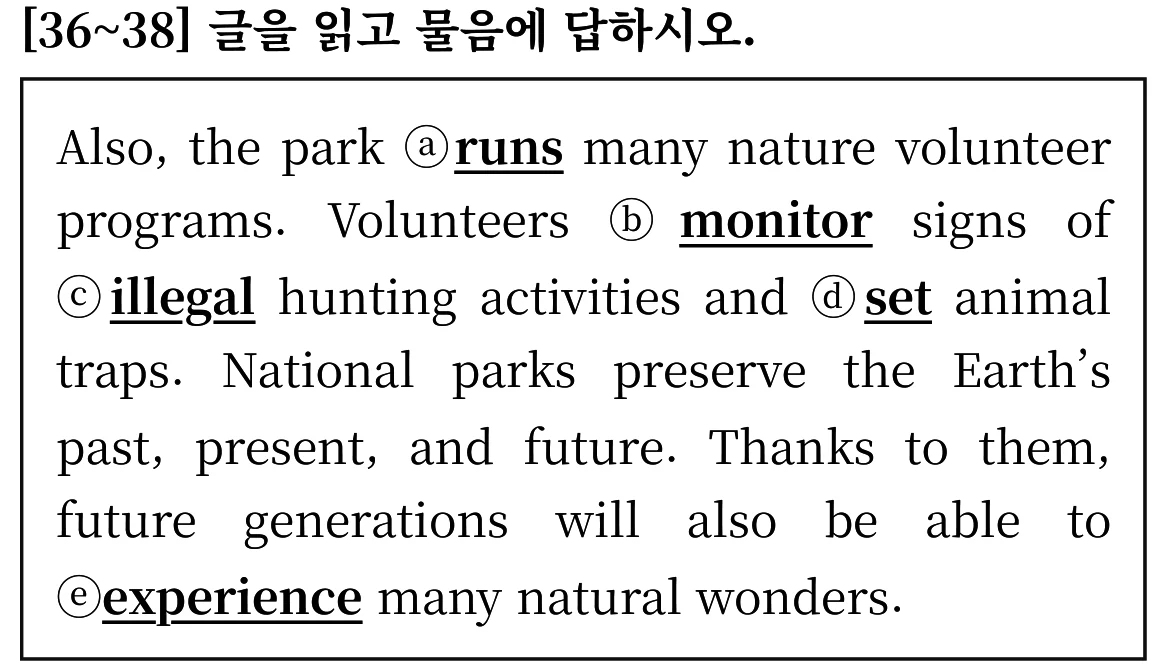 [36~38] 글을 읽고 물음에 답하시오.
Also, the park ⓐruns many nature volunteer
programs. Volunteers ⓑ monitor signs of
ⓒillegal hunting activities and ⓓset animal
traps. National parks preserve the Earth’s
past, present, and future. Thanks to them,
future generations will also be able to
ⓔexperience many natural wonders.